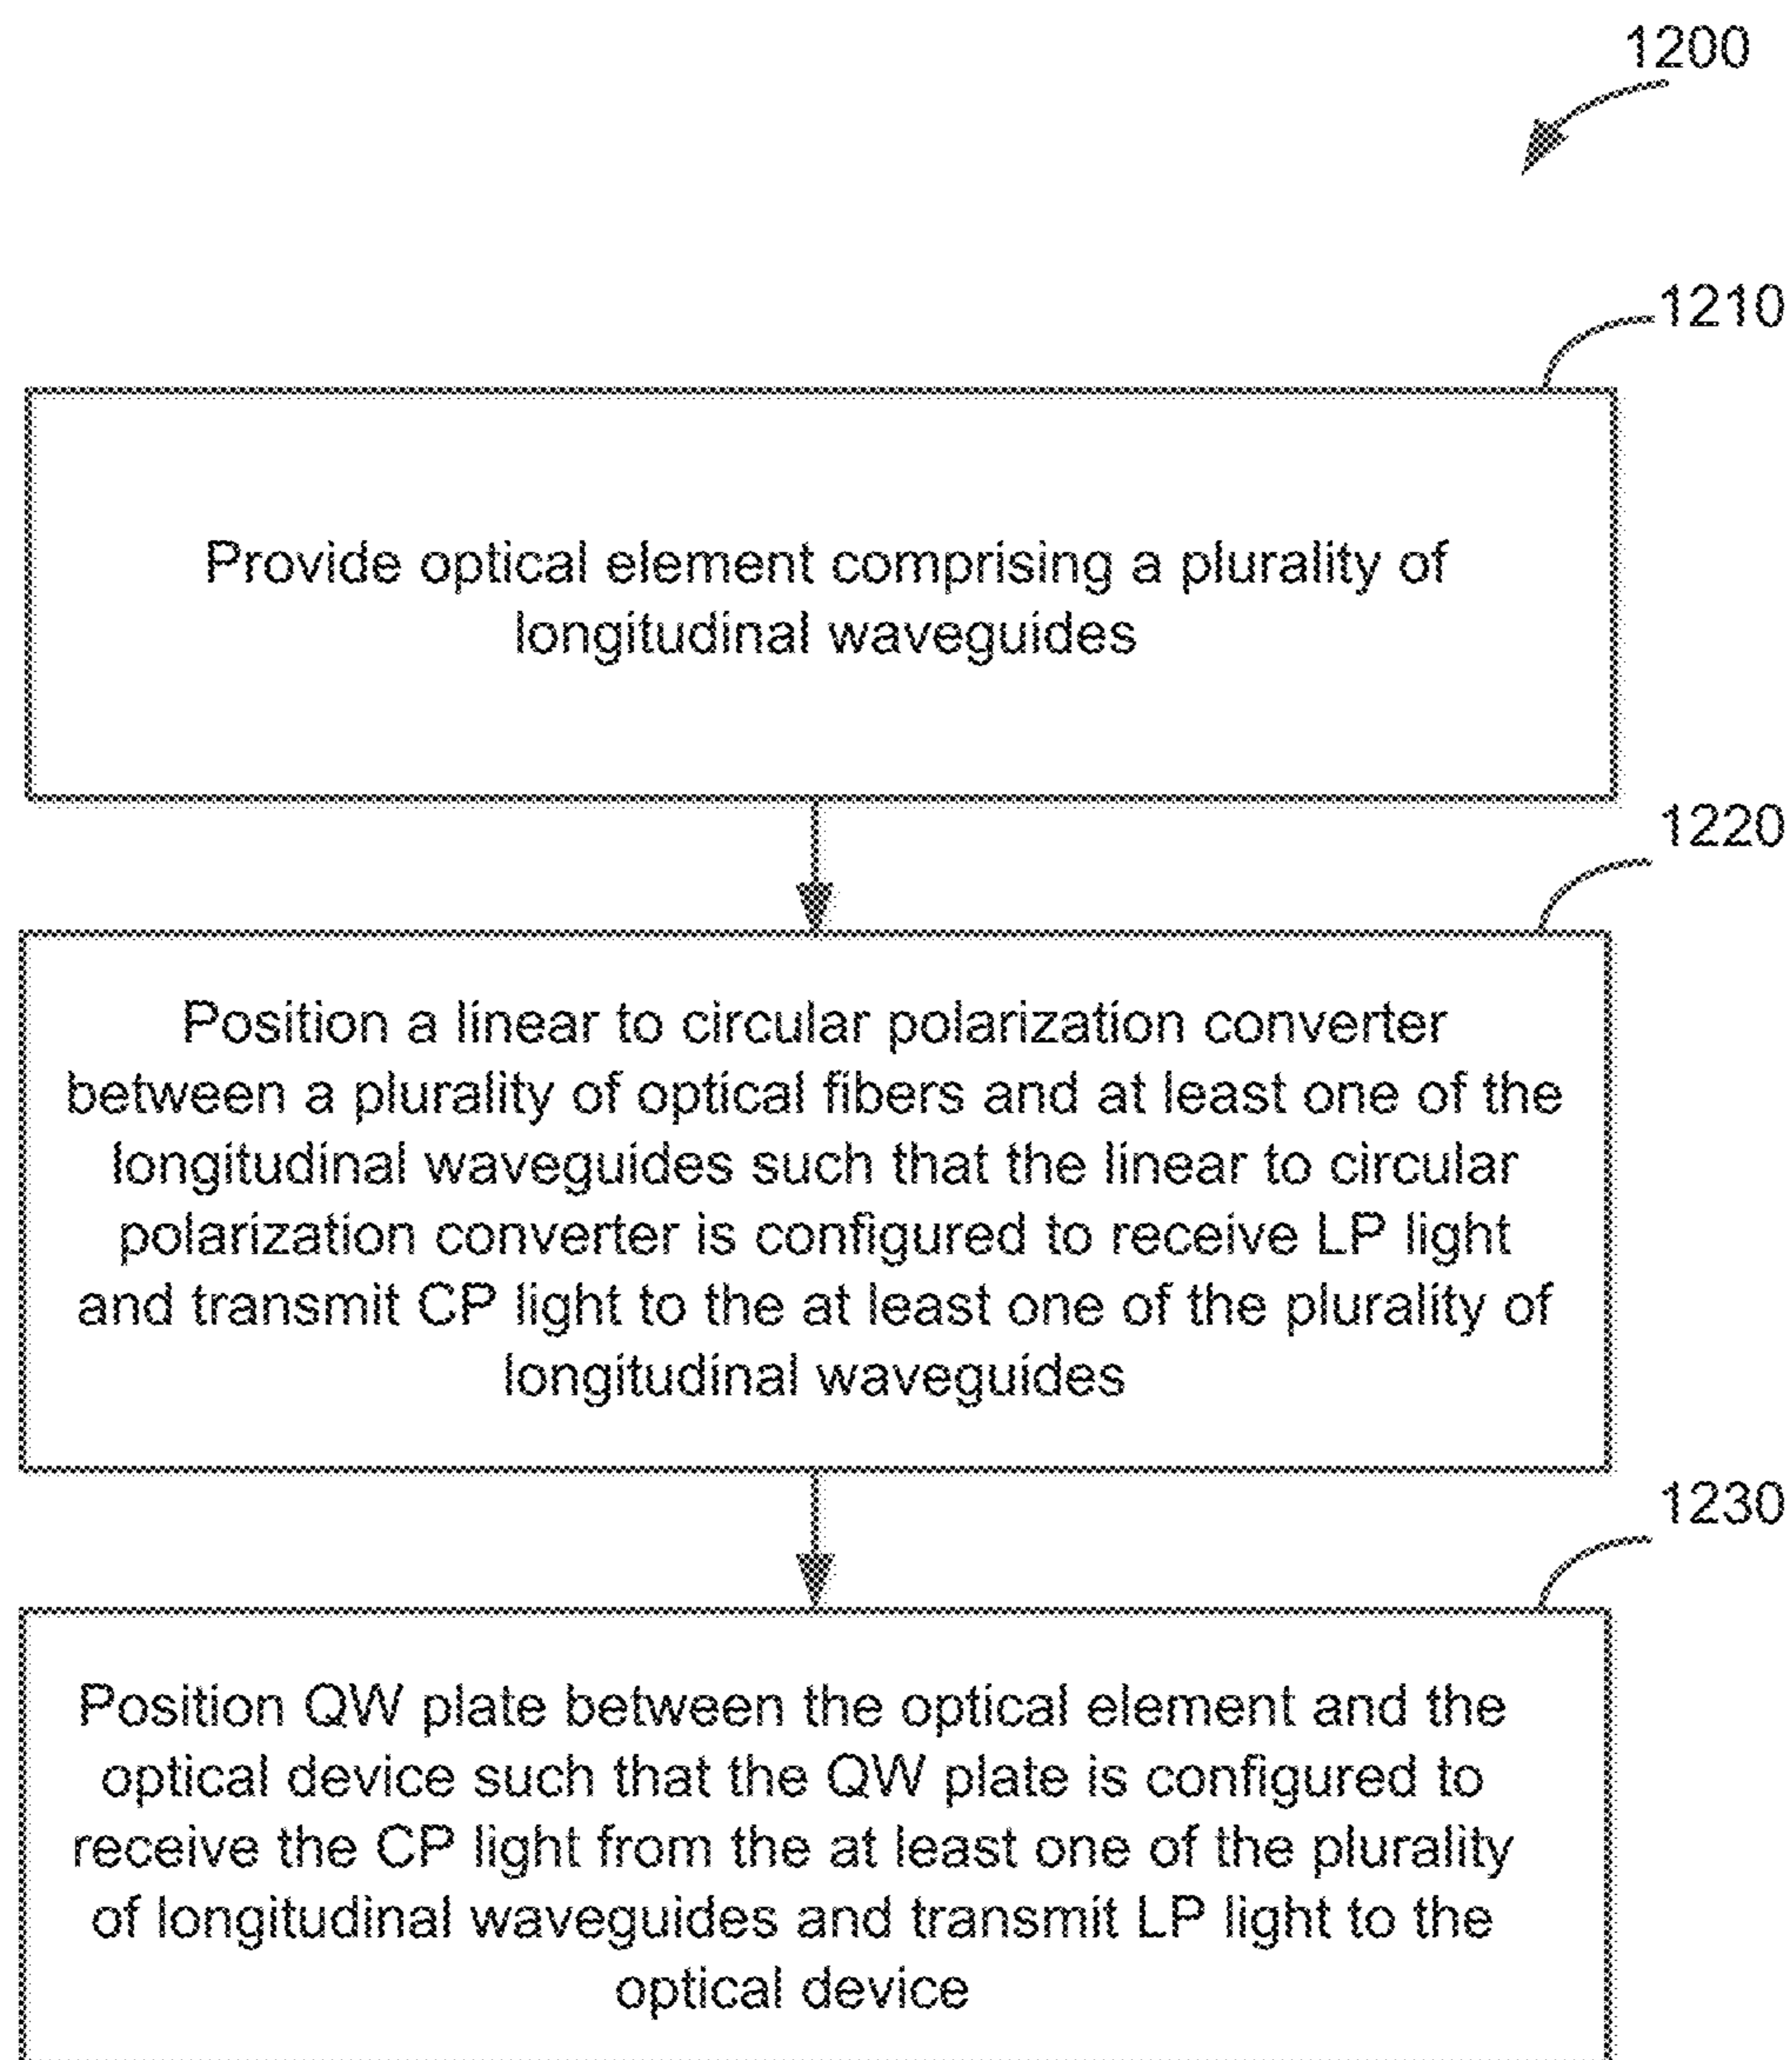 1200
1210
Provide optical element comprising a plurality of
longitudinal waveguides
1220
Position a linear to circular polarization converter
between a plurality of optical fibers and at least one of the
longitudinal waveguides such that the linear to circular
polarization converter is configured to receive LP light
and transmit CP light to the at least one of the plurality of
longitudinal waveguides
1230
Position QW plate between the optical element and the
optical device such that the QW plate is configured to
receive the CP light from the at least one of the plurality
of longitudinal waveguides and transmit LP light to the
optical device